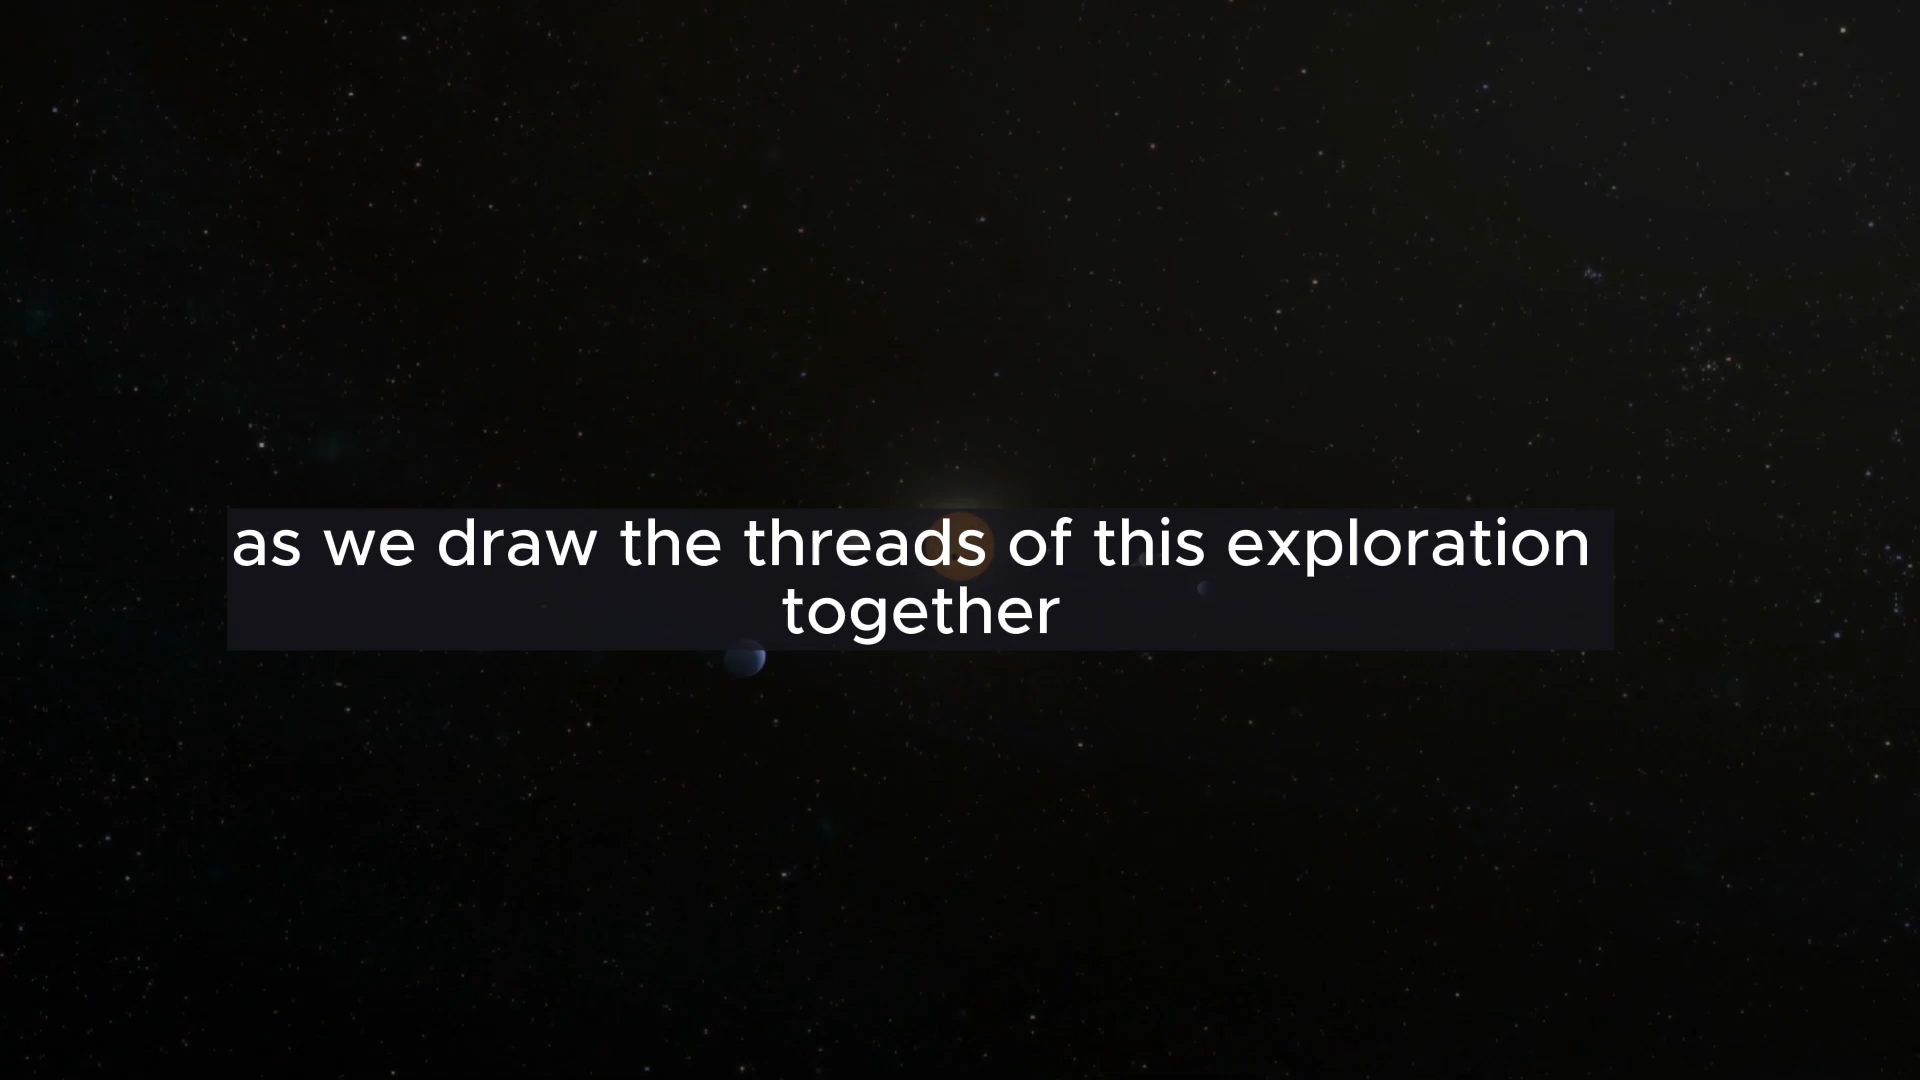 as we draw the threads of this exploration
together